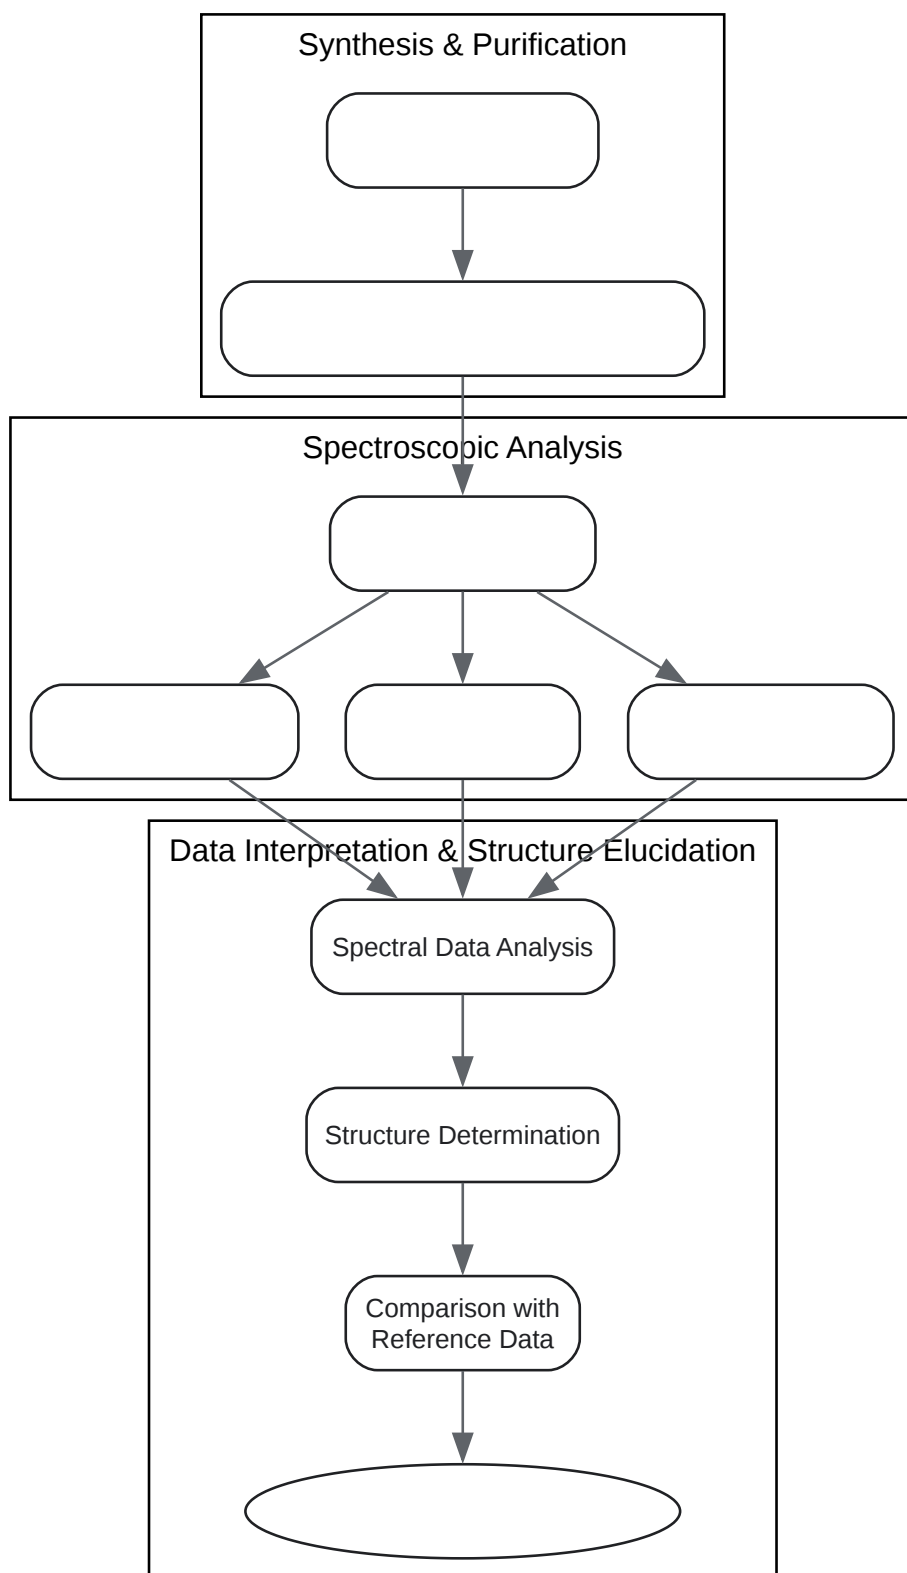 Synthesis & Purification
Spectroscopic Analysis
Data Interpretation & Structure Elucidation
Spectral Data Analysis
Structure Determination
Comparison with
Reference Data